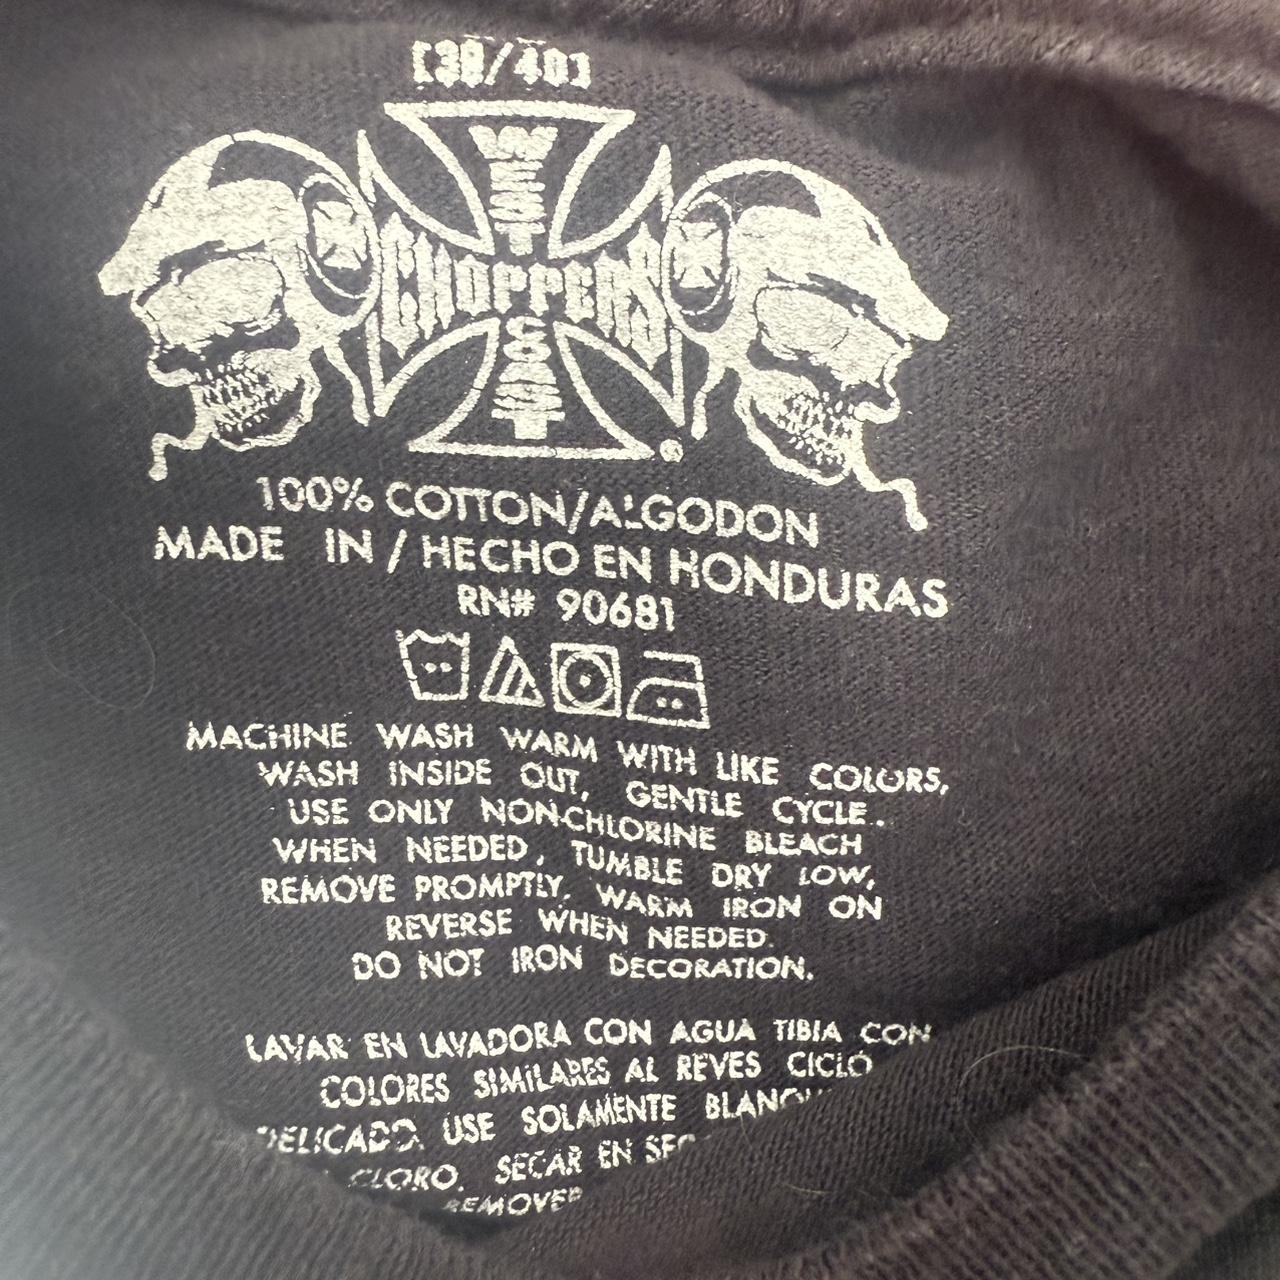 [38/40]
WEST
CHOPPERS
COAST
®
100% COTTON/ALGODON
MADE IN / HECHO EN HONDURAS
RN# 90681
MACHINE WASH WARM WITH LIKE COLORS,
WASH INSIDE OUT, GENTLE CYCLE.
USE ONLY NON-CHLORINE BLEACH
WHEN NEEDED, TUMBLE DRY LOW,
REMOVE PROMPTLY, WARM IRON ON
REVERSE WHEN NEEDED.
DO NOT IRON DECORATION.
LAVAR EN LAVADORA CON AGUA TIBIA CON
COLORES SIMILARES AL REVES CICLO
DELICADO. USE SOLAMENTE
CLORO. SECAR EN
REMOVER